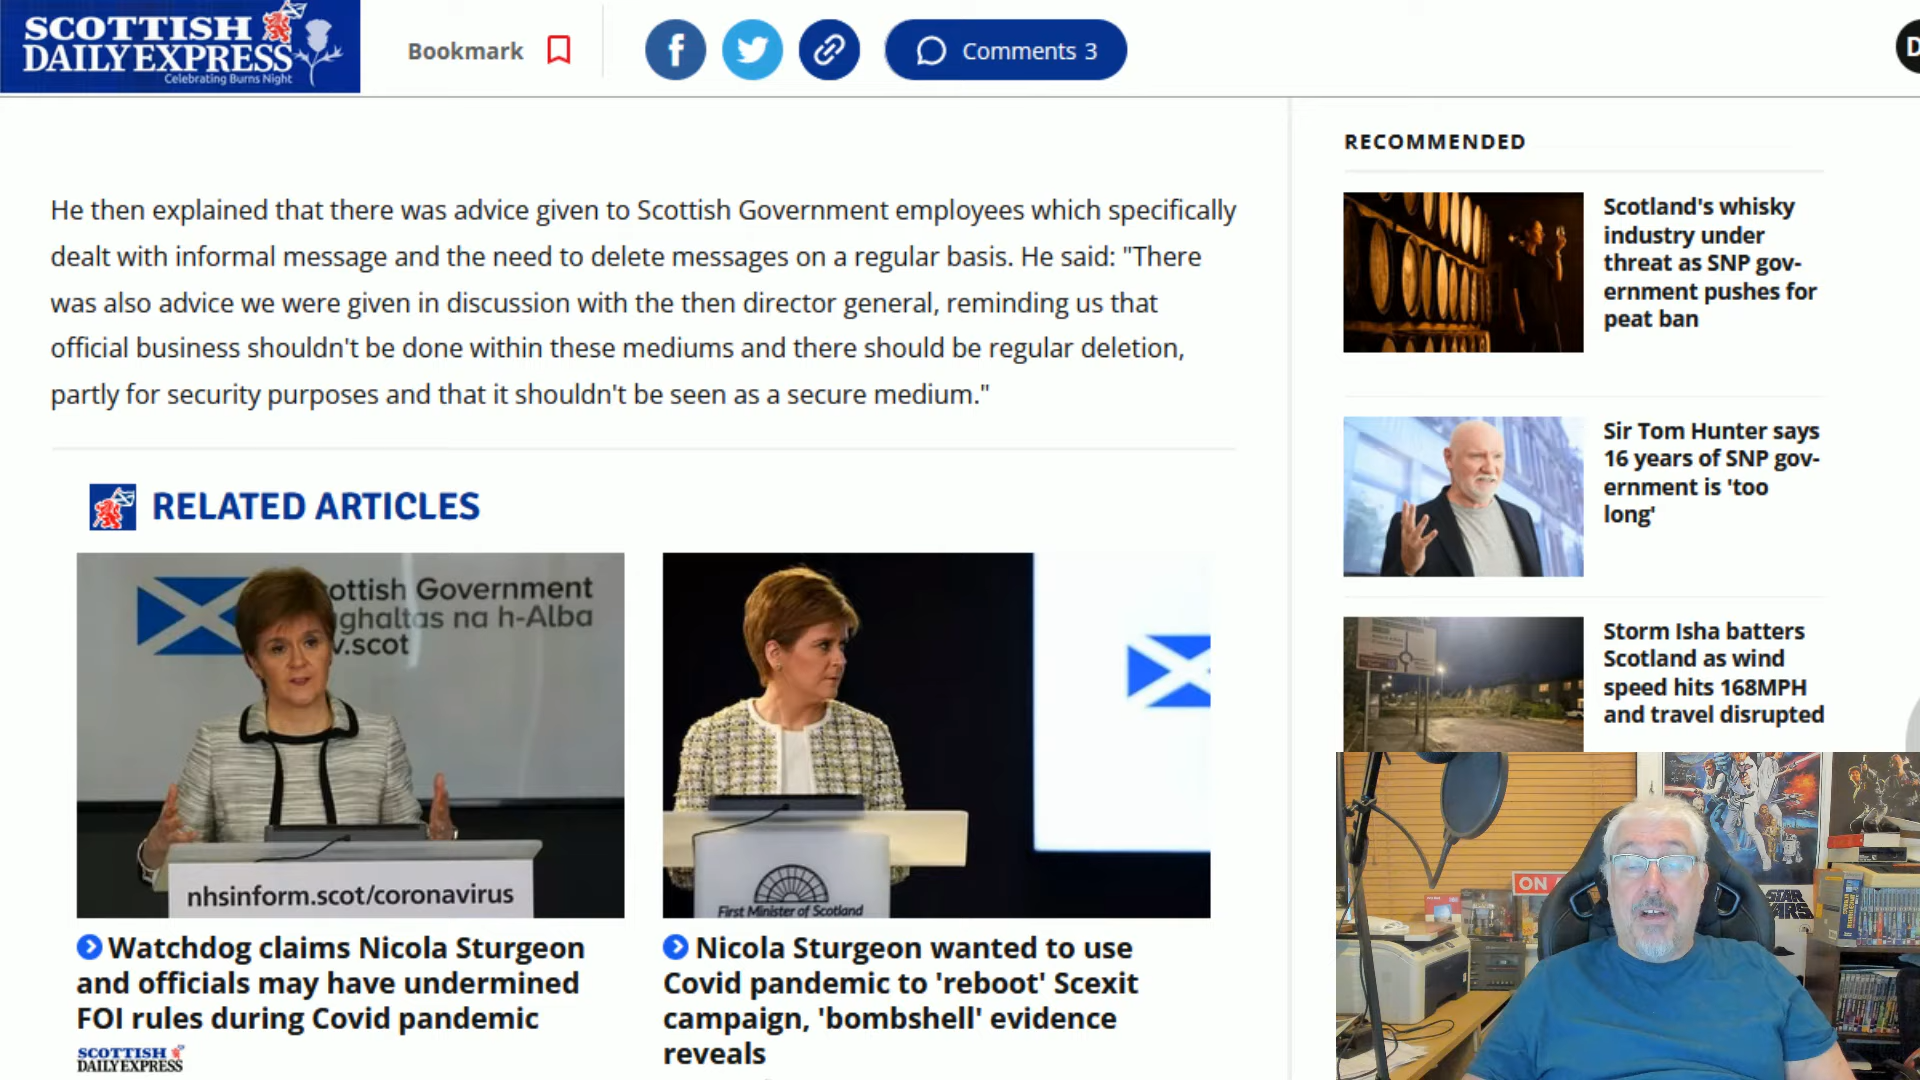 SCOTTISH
DAILY EXPRESS
Celebrating Burns Night
Bookmark
Comments 3
He then explained that there was advice given to Scottish Government employees which specifically
dealt with informal message and the need to delete messages on a regular basis. He said: "There
was also advice we were given in discussion with the then director general, reminding us that
official business shouldn't be done within these mediums and there should be regular deletion,
partly for security purposes and that it shouldn't be seen as a secure medium."
RELATED ARTICLES
ottish Government
ghaltas na h-Alba
v.scot
nhsinform.scot/coronavirus
First Minister of Scotland
Watchdog claims Nicola Sturgeon
and officials may have undermined
FOI rules during Covid pandemic
SCOTTISH
DAILY EXPRESS
Nicola Sturgeon wanted to use
Covid pandemic to 'reboot' Scexit
campaign, 'bombshell' evidence
reveals
RECOMMENDED
Scotland's whisky
industry under
threat as SNP gov-
ernment pushes for
peat ban
Sir Tom Hunter says
16 years of SNP gov-
ernment is 'too
long'
Storm Isha batters
Scotland as wind
speed hits 168MPH
and travel disrupted
ON
STAR
WARS